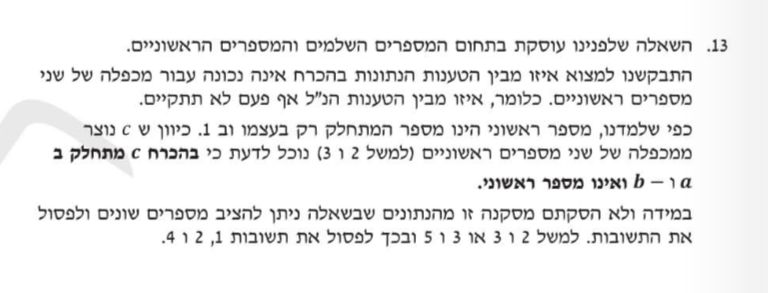 13. השאלה שלפנינו עוסקת בתחום המספרים השלמים והמספרים הראשוניים.
התבקשנו למצוא איזו מבין הטענות הנתונות בהכרח אינה נכונה עבור מכפלה של שני
מספרים ראשוניים. כלומר, איזו מבין הטענות הנ"ל אף פעם לא תתקיים.
כפי שלמדנו, מספר ראשוני הינו מספר המתחלק רק בעצמו וב 1. כיוון ש c נוצר
ממכפלה של שני מספרים ראשוניים (למשל 2 ו 3) נוכל לדעת כי בהכרח c מתחלק ב
a ו – b ואינו מספר ראשוני.
במידה ולא הסקתם מסקנה זו מהנתונים שבשאלה ניתן להציב מספרים שונים ולפסול
את התשובות. למשל 2 ו 3 או 3 ו 5 ובכך לפסול את תשובות 1, 2 ו 4.